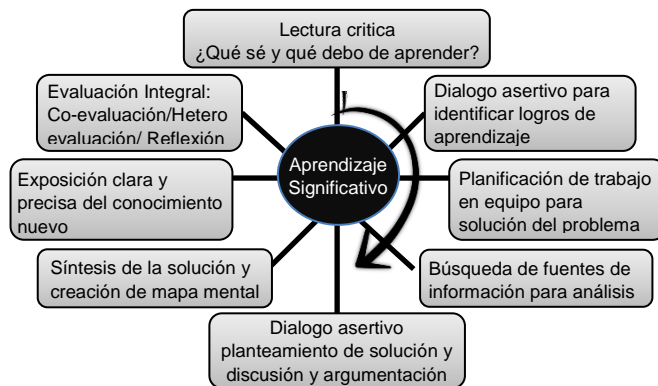 Lectura critica
¿Qué sé y qué debo de aprender?
Dialogo asertivo para
identificar logros de
aprendizaje
Planificación de trabajo
en equipo para
solución del problema
Búsqueda de fuentes de
información para análisis
Dialogo asertivo
planteamiento de solución y
discusión y argumentación
Síntesis de la solución y
creación de mapa mental
Exposición clara y
precisa del conocimiento
nuevo
Evaluación Integral:
Co-evaluación/Hetero
evaluación/ Reflexión
Aprendizaje
Significativo